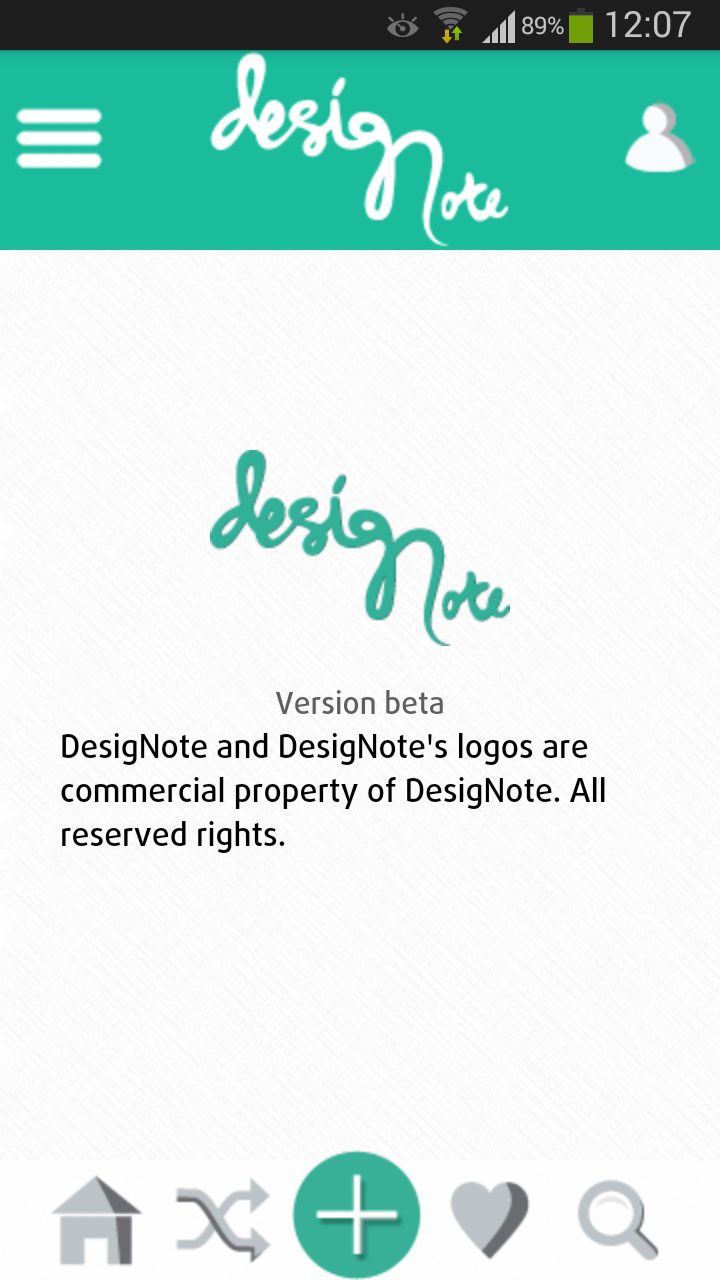 89% 12:07
desigNote
desigNote
Version beta
DesigNote and DesigNote's logos are
commercial property of DesigNote. All
reserved rights.